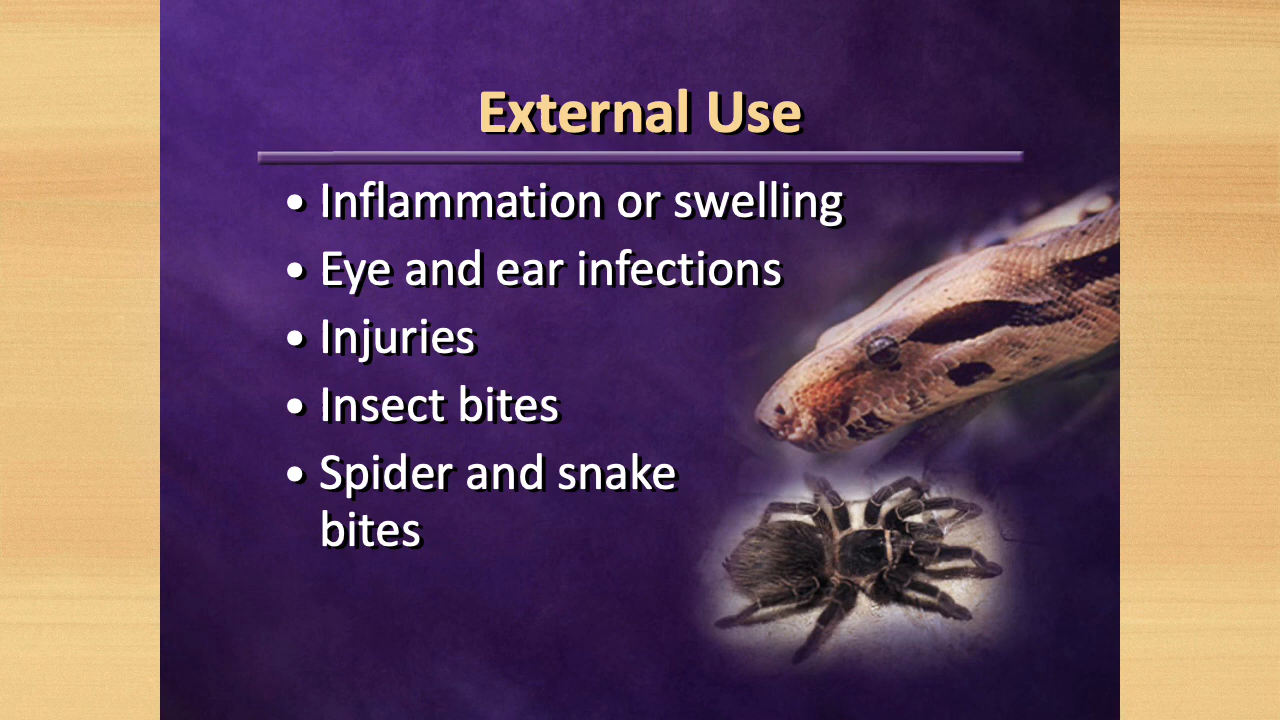 External Use
• Inflammation or swelling
• Eye and ear infections
• Injuries
• Insect bites
• Spider and snake
bites